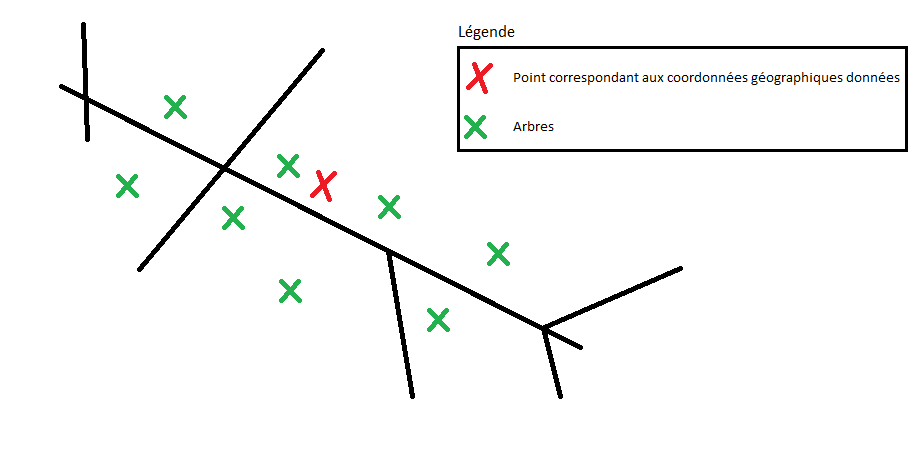 Légende
Point correspondant aux coordonnées géographiques données
Arbres